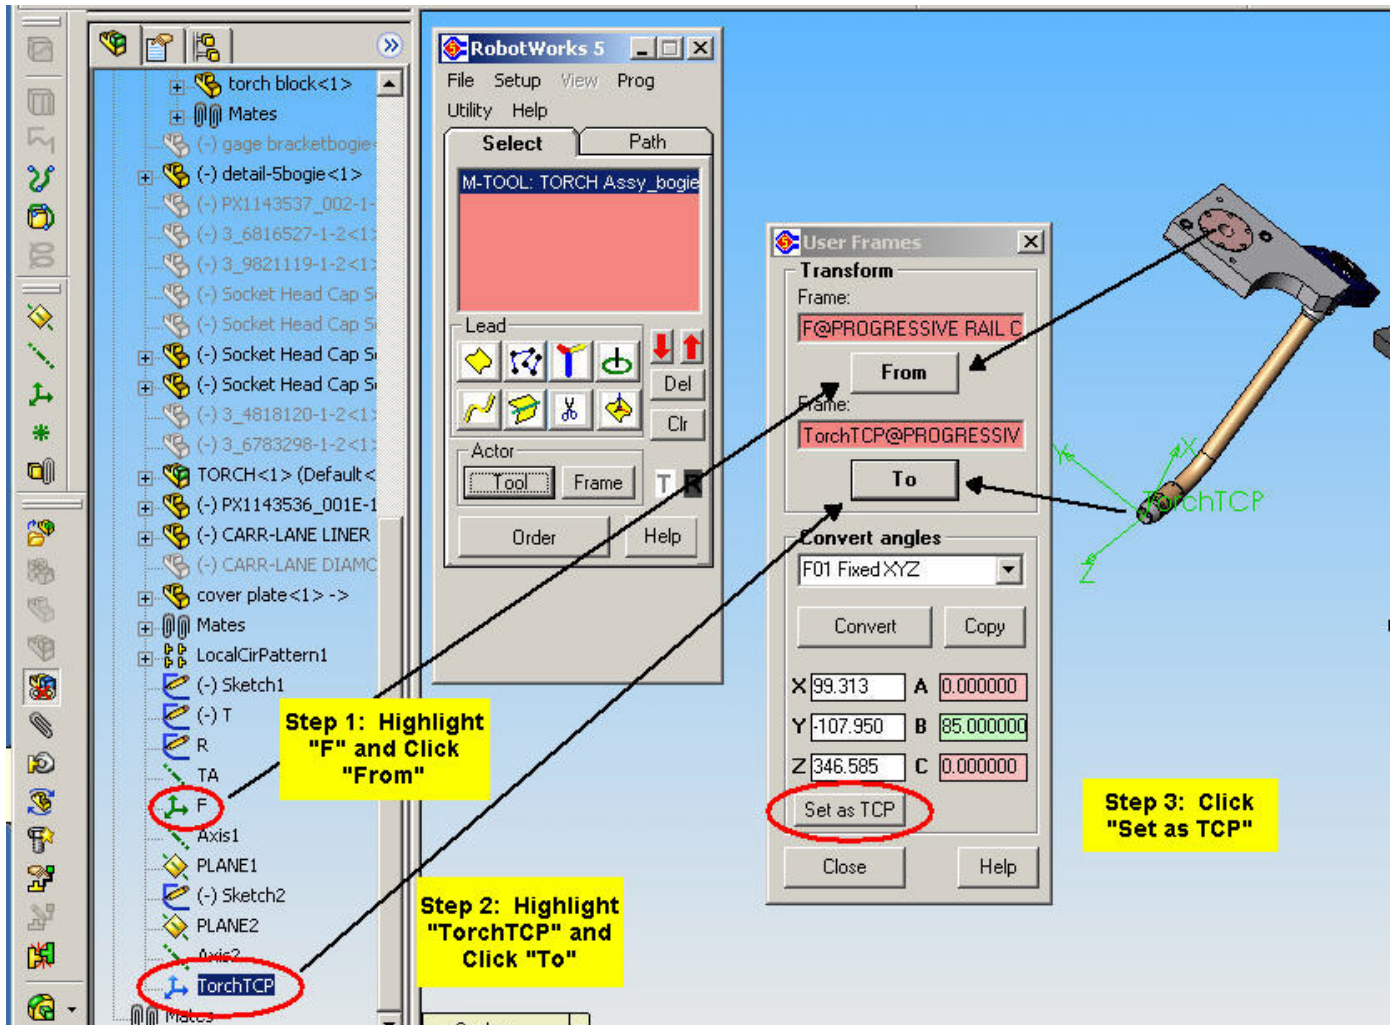 torch block<1>
Mates
(-) gage bracketbogie
(-) detail-5bogie<1>
(-) PX1143537_002-1-
(-) 3_6816527-1-2<1
(-) 3_9821119-1-2<1
(-) Socket Head Cap S
(-) Socket Head Cap S
(-) Socket Head Cap S
(-) Socket Head Cap S
(-) 3_4818120-1-2<1
(-) 3_6783298-1-2<1
TORCH<1> (Default<
(-) PX1143536_001E-1
(-) CARR-LANE LINER
(-) CARR-LANE DIAMO
cover plate<1> ->
Mates
LocalCirPattern1
(-) Sketch1
(-) T
R
TA
F
Axis1
PLANE1
(-) Sketch2
PLANE2
Axis2
TorchTCP
Mates
RobotWorks 5
File Setup View Prog
Utility Help
Select Path
M-TOOL: TORCH Assy_bogie
Lead
Del
Clr
Actor
Tool Frame T R
Order Help
User Frames
Transform
Frame:
F@PROGRESSIVE RAIL C
From
Frame:
TorchTCP@PROGRESSIV
To
Convert angles
F01 Fixed XYZ
Convert Copy
X 99.313 A 0.000000
Y -107.950 B 85.000000
Z 346.585 C 0.000000
Set as TCP
Close Help
Y X
TorchTCP
Z
Step 1: Highlight
"F" and Click
"From"
Step 2: Highlight
"TorchTCP" and
Click "To"
Step 3: Click
"Set as TCP"